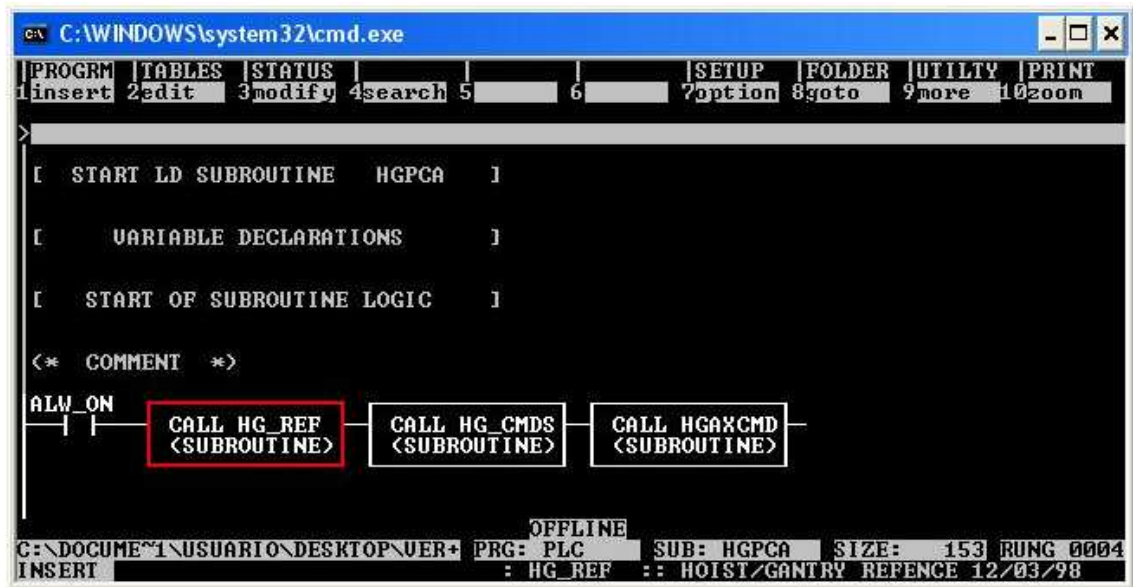 C:\WINDOWS\system32\cmd.exe
|PROGRM |TABLES |STATUS | | | |SETUP |FOLDER |UTILTY |PRINT
1insert 2edit 3modify 4search 5 6 7option 8goto 9more 10zoom
>
[ START LD SUBROUTINE HGPCA ]
[ VARIABLE DECLARATIONS ]
[ START OF SUBROUTINE LOGIC ]
(* COMMENT *)
ALW_ON
CALL HG_REF CALL HG_CMDS CALL HGAXCMD
(SUBROUTINE) (SUBROUTINE) (SUBROUTINE)
OFFLINE
C:\DOCUME~1\USUARIO\DESKTOP\VER+ PRG: PLC SUB: HGPCA SIZE: 153 RUNG 0004
INSERT : HG_REF :: HOIST/GANTRY REFENCE 12/03/98